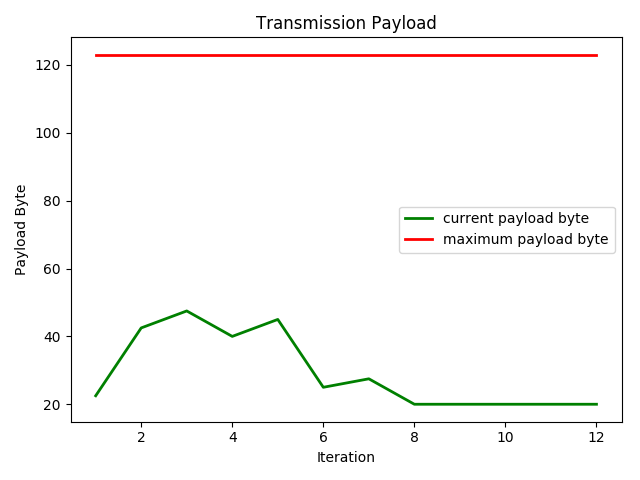 Transmission Payload
120
100
80
60
40
20
Payload Byte
current payload byte
maximum payload byte
2 4 6 8 10 12
Iteration